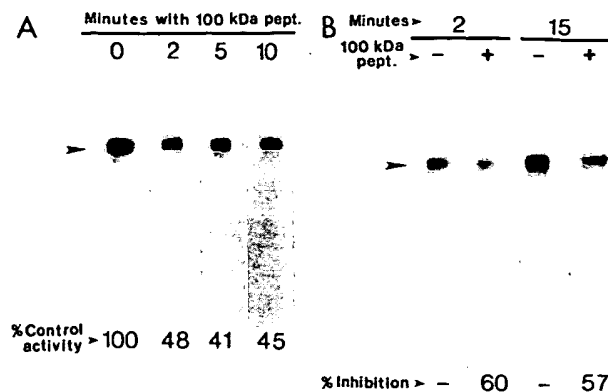 A
Minutes with 100 kDa pept.
0 2 5 10
%Control activity ➤ 100 48 41 45
B
Minutes ➤ 2 15
100 kDa pept. ➤ − + − +
% Inhibition ➤ − 60 − 57